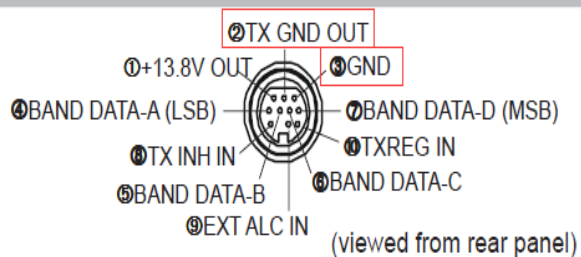 ②TX GND OUT
①+13.8V OUT
③GND
④BAND DATA-A (LSB)
⑦BAND DATA-D (MSB)
⑧TX INH IN
⑩TXREG IN
⑤BAND DATA-B
⑥BAND DATA-C
⑨EXT ALC IN
(viewed from rear panel)